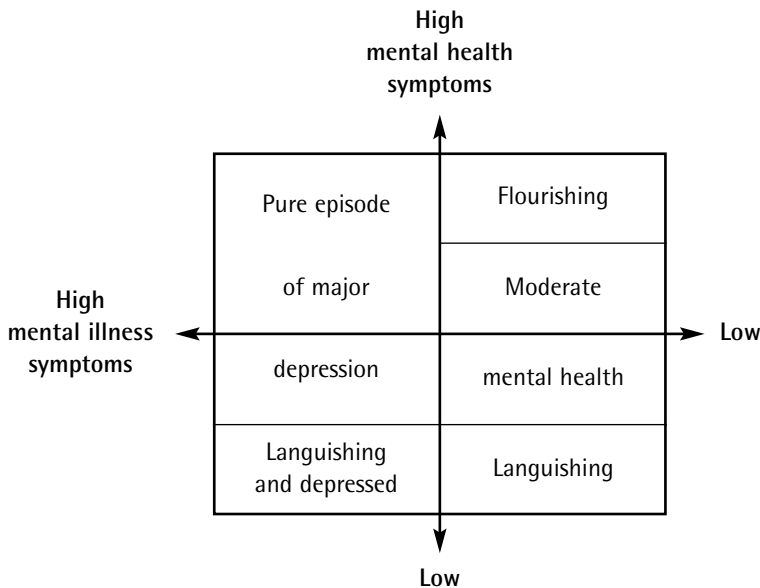 High
mental health
symptoms
Pure episode
Flourishing
of major
Moderate
High
mental illness
symptoms
Low
depression
mental health
Languishing
and depressed
Languishing
Low